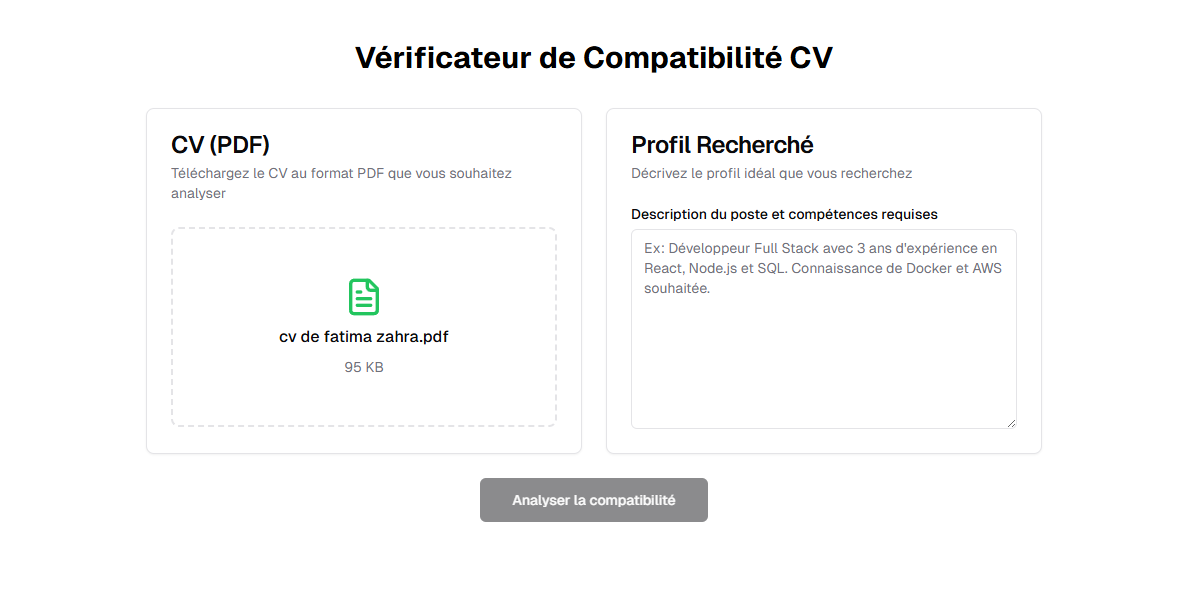 Vérificateur de Compatibilité CV
CV (PDF)
Téléchargez le CV au format PDF que vous souhaitez
analyser
cv de fatima zahra.pdf
95 KB
Profil Recherché
Décrivez le profil idéal que vous recherchez
Description du poste et compétences requises
Ex: Développeur Full Stack avec 3 ans d'expérience en
React, Node.js et SQL. Connaissance de Docker et AWS
souhaitée.
Analyser la compatibilité